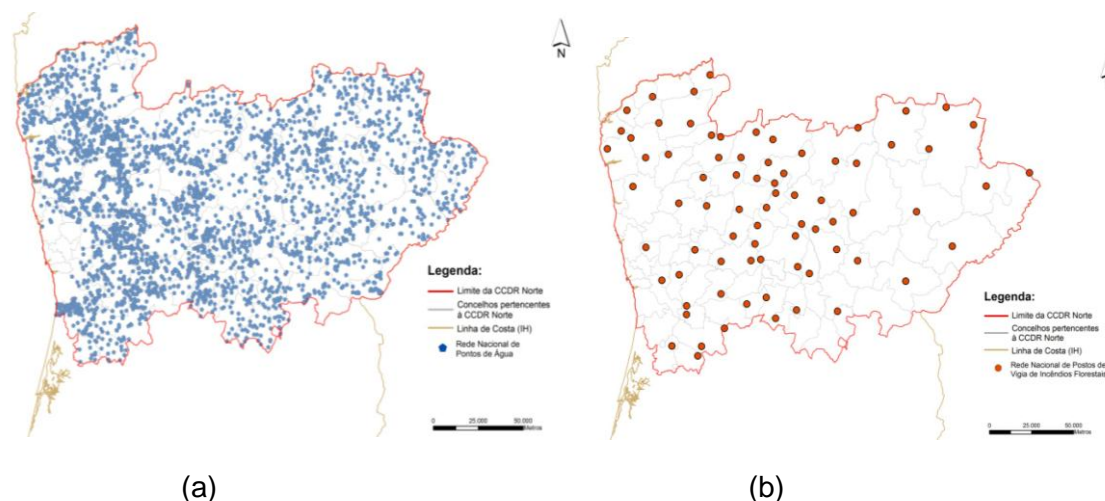 N
Legenda:
Limite da CCDR Norte
Concelhos pertencentes
à CCDR Norte
Linha de Costa (IH)
Rede Nacional de
Pontos de Água
0 25.000 50.000
Metros
(a)
Legenda:
Limite da CCDR Norte
Concelhos pertencentes
à CCDR Norte
Linha de Costa (IH)
Rede Nacional de Postos de
Vigia de Incêndios Florestais
0 25.000 50.000
Metros
(b)